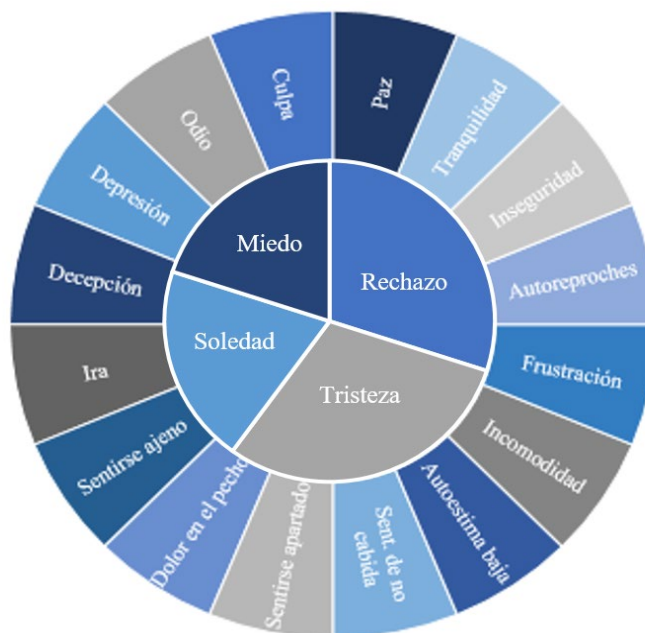 Culpa
Paz
Tranquilidad
Inseguridad
Autoreproches
Frustración
Incomodidad
Autoestima baja
Sent. de no
cabida
Sentirse apartado
Dolor en el pecho
Sentirse ajeno
Ira
Decepción
Depresión
Odio
Miedo
Rechazo
Soledad
Tristeza